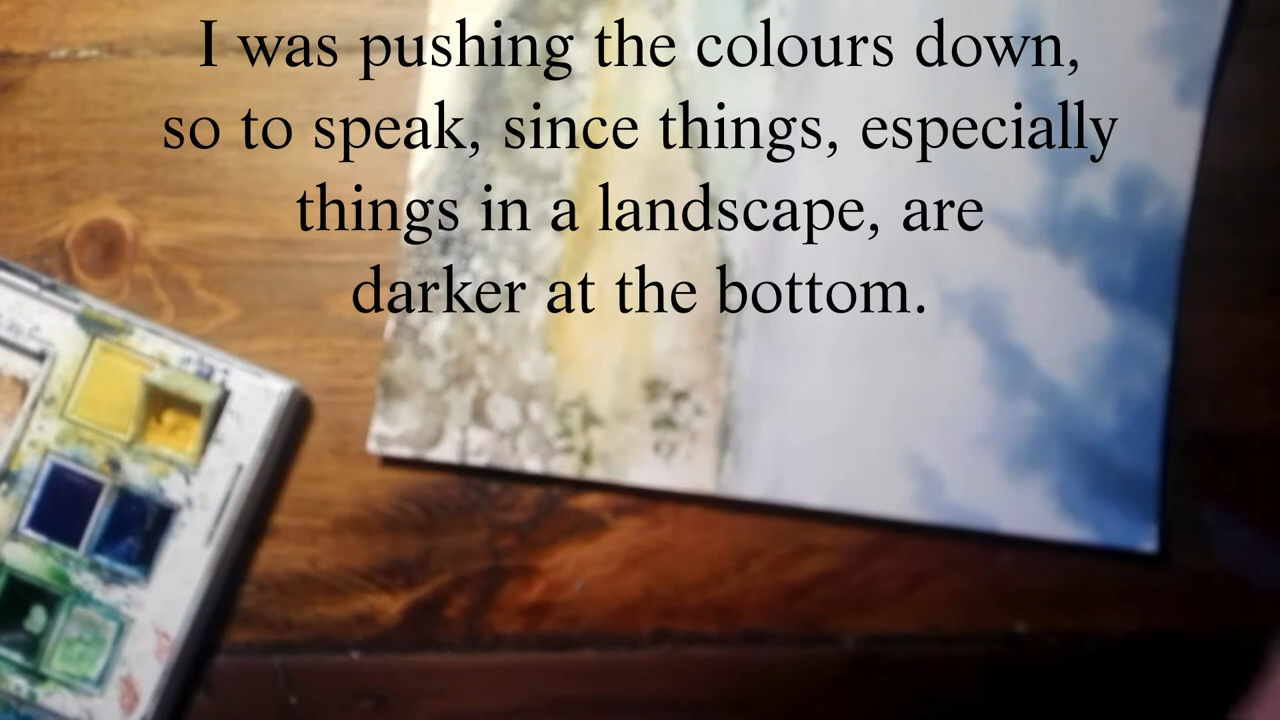 I was pushing the colours down,
so to speak, since things, especially
things in a landscape, are
darker at the bottom.